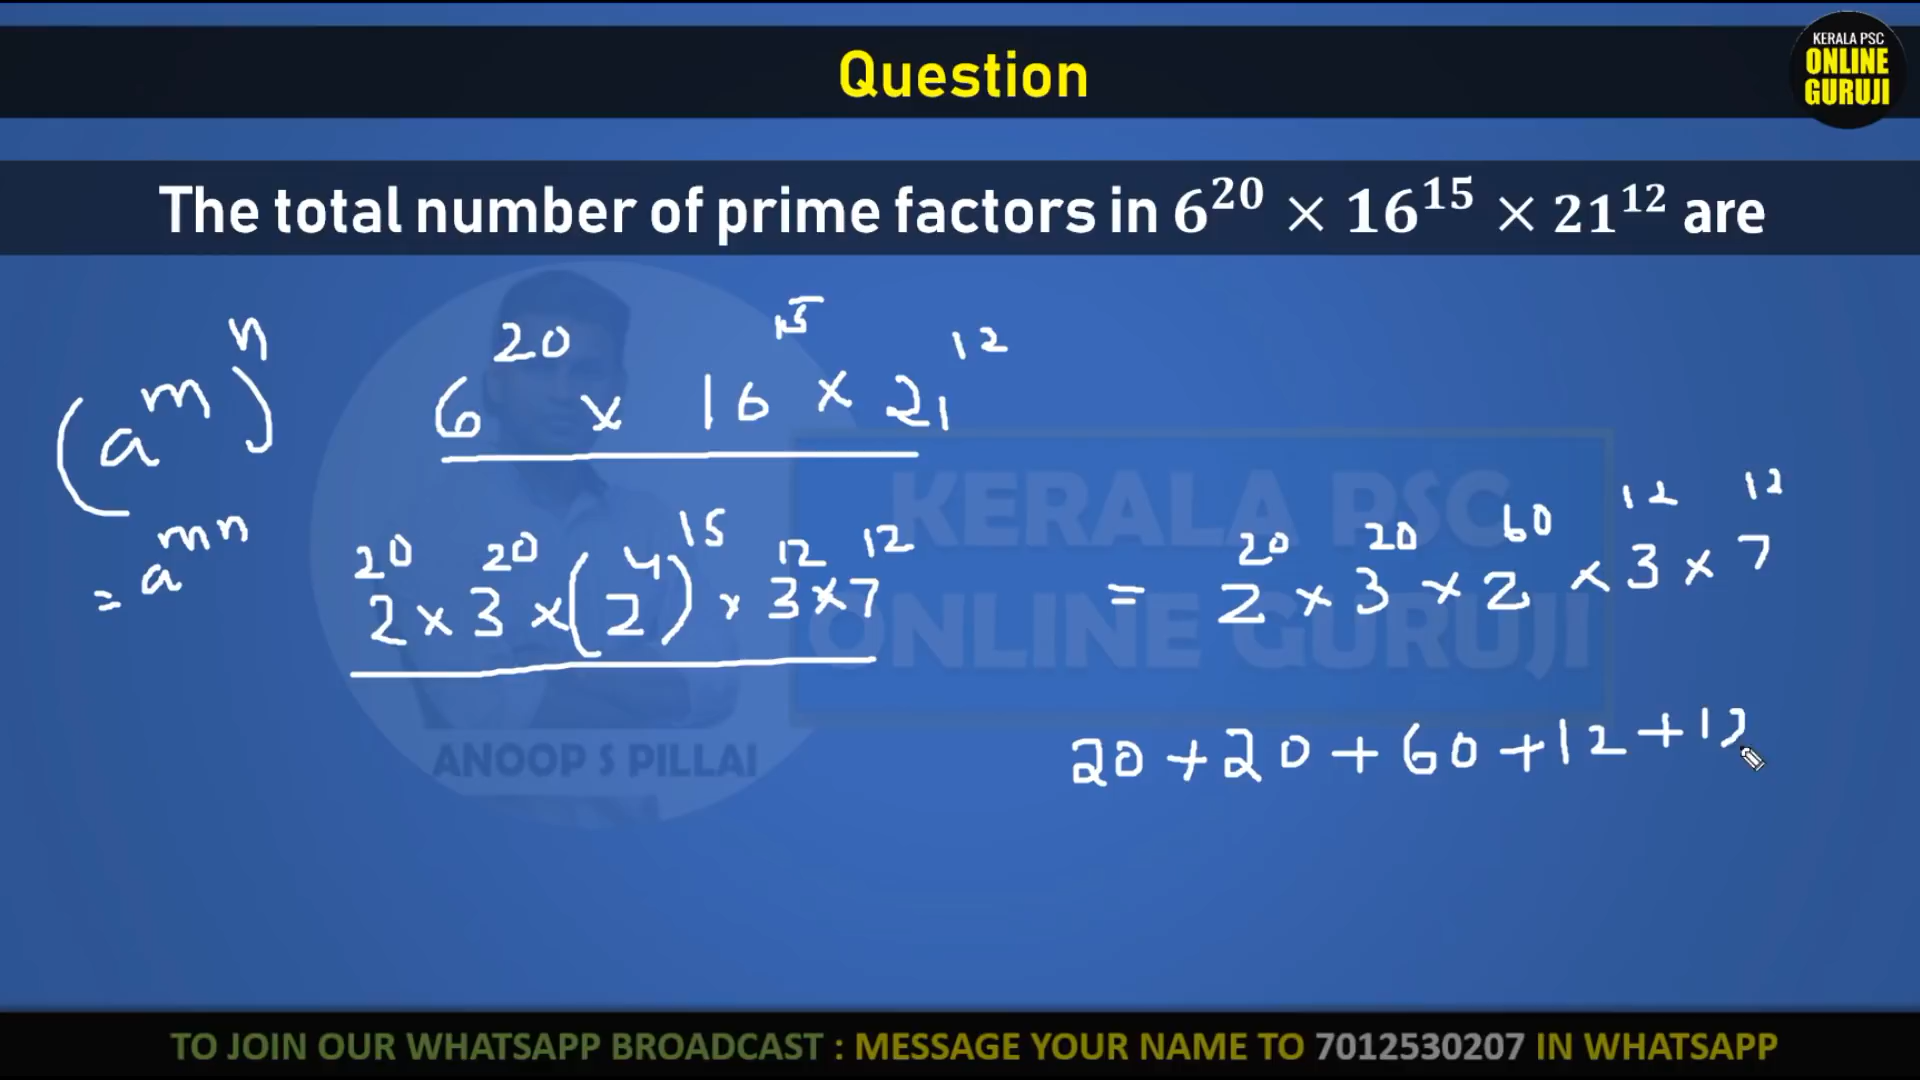 Question
KERALA PSC
ONLINE
GURUJI
The total number of prime factors in 6^20 × 16^15 × 21^12 are
(a^m)^n
= a^mn
6^20 × 16^15 × 21^12
2^20 × 3^20 × (2^4)^15 × 3^12 × 7^12
= 2^20 × 3^20 × 2^60 × 3^12 × 7^12
20 + 20 + 60 + 12 + 12
KERALA PSC
ONLINE GURUJI
ANOOP S PILLAI
TO JOIN OUR WHATSAPP BROADCAST : MESSAGE YOUR NAME TO 7012530207 IN WHATSAPP